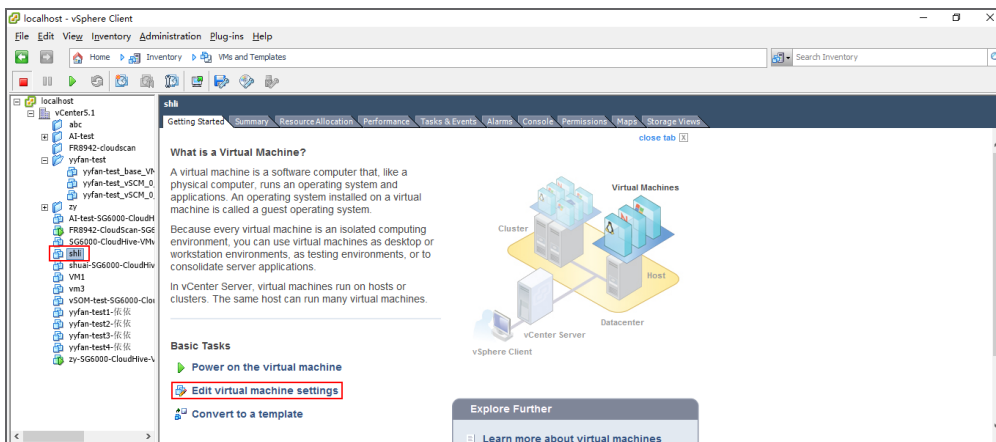 localhost - vSphere Client
File Edit View Inventory Administration Plug-ins Help
Home Inventory VMs and Templates
Search Inventory
localhost
vCenter5.1
abc
AI-test
FR8942-cloudscan
yyfan-test
yyfan-test_base_VM
yyfan-test_vSCM_0
yyfan-test_vSCM_0
zy
AI-test-SG6000-CloudH
FR8942-CloudScan-SG6
SG6000-CloudHive-VMw
shli
shuai-SG6000-CloudHiv
VM1
vm3
vSOM-test-SG6000-Clou
yyfan-test1-依依
yyfan-test2-依依
yyfan-test3-依依
yyfan-test4-依依
zy-SG6000-CloudHive-V
shli
Getting Started Summary Resource Allocation Performance Tasks & Events Alarms Console Permissions Maps Storage Views
close tab X
What is a Virtual Machine?
A virtual machine is a software computer that, like a
physical computer, runs an operating system and
applications. An operating system installed on a virtual
machine is called a guest operating system.
Because every virtual machine is an isolated computing
environment, you can use virtual machines as desktop or
workstation environments, as testing environments, or to
consolidate server applications.
In vCenter Server, virtual machines run on hosts or
clusters. The same host can run many virtual machines.
Basic Tasks
Power on the virtual machine
Edit virtual machine settings
Convert to a template
Virtual Machines
Cluster
Host
Datacenter
vCenter Server
vSphere Client
Explore Further
Learn more about virtual machines